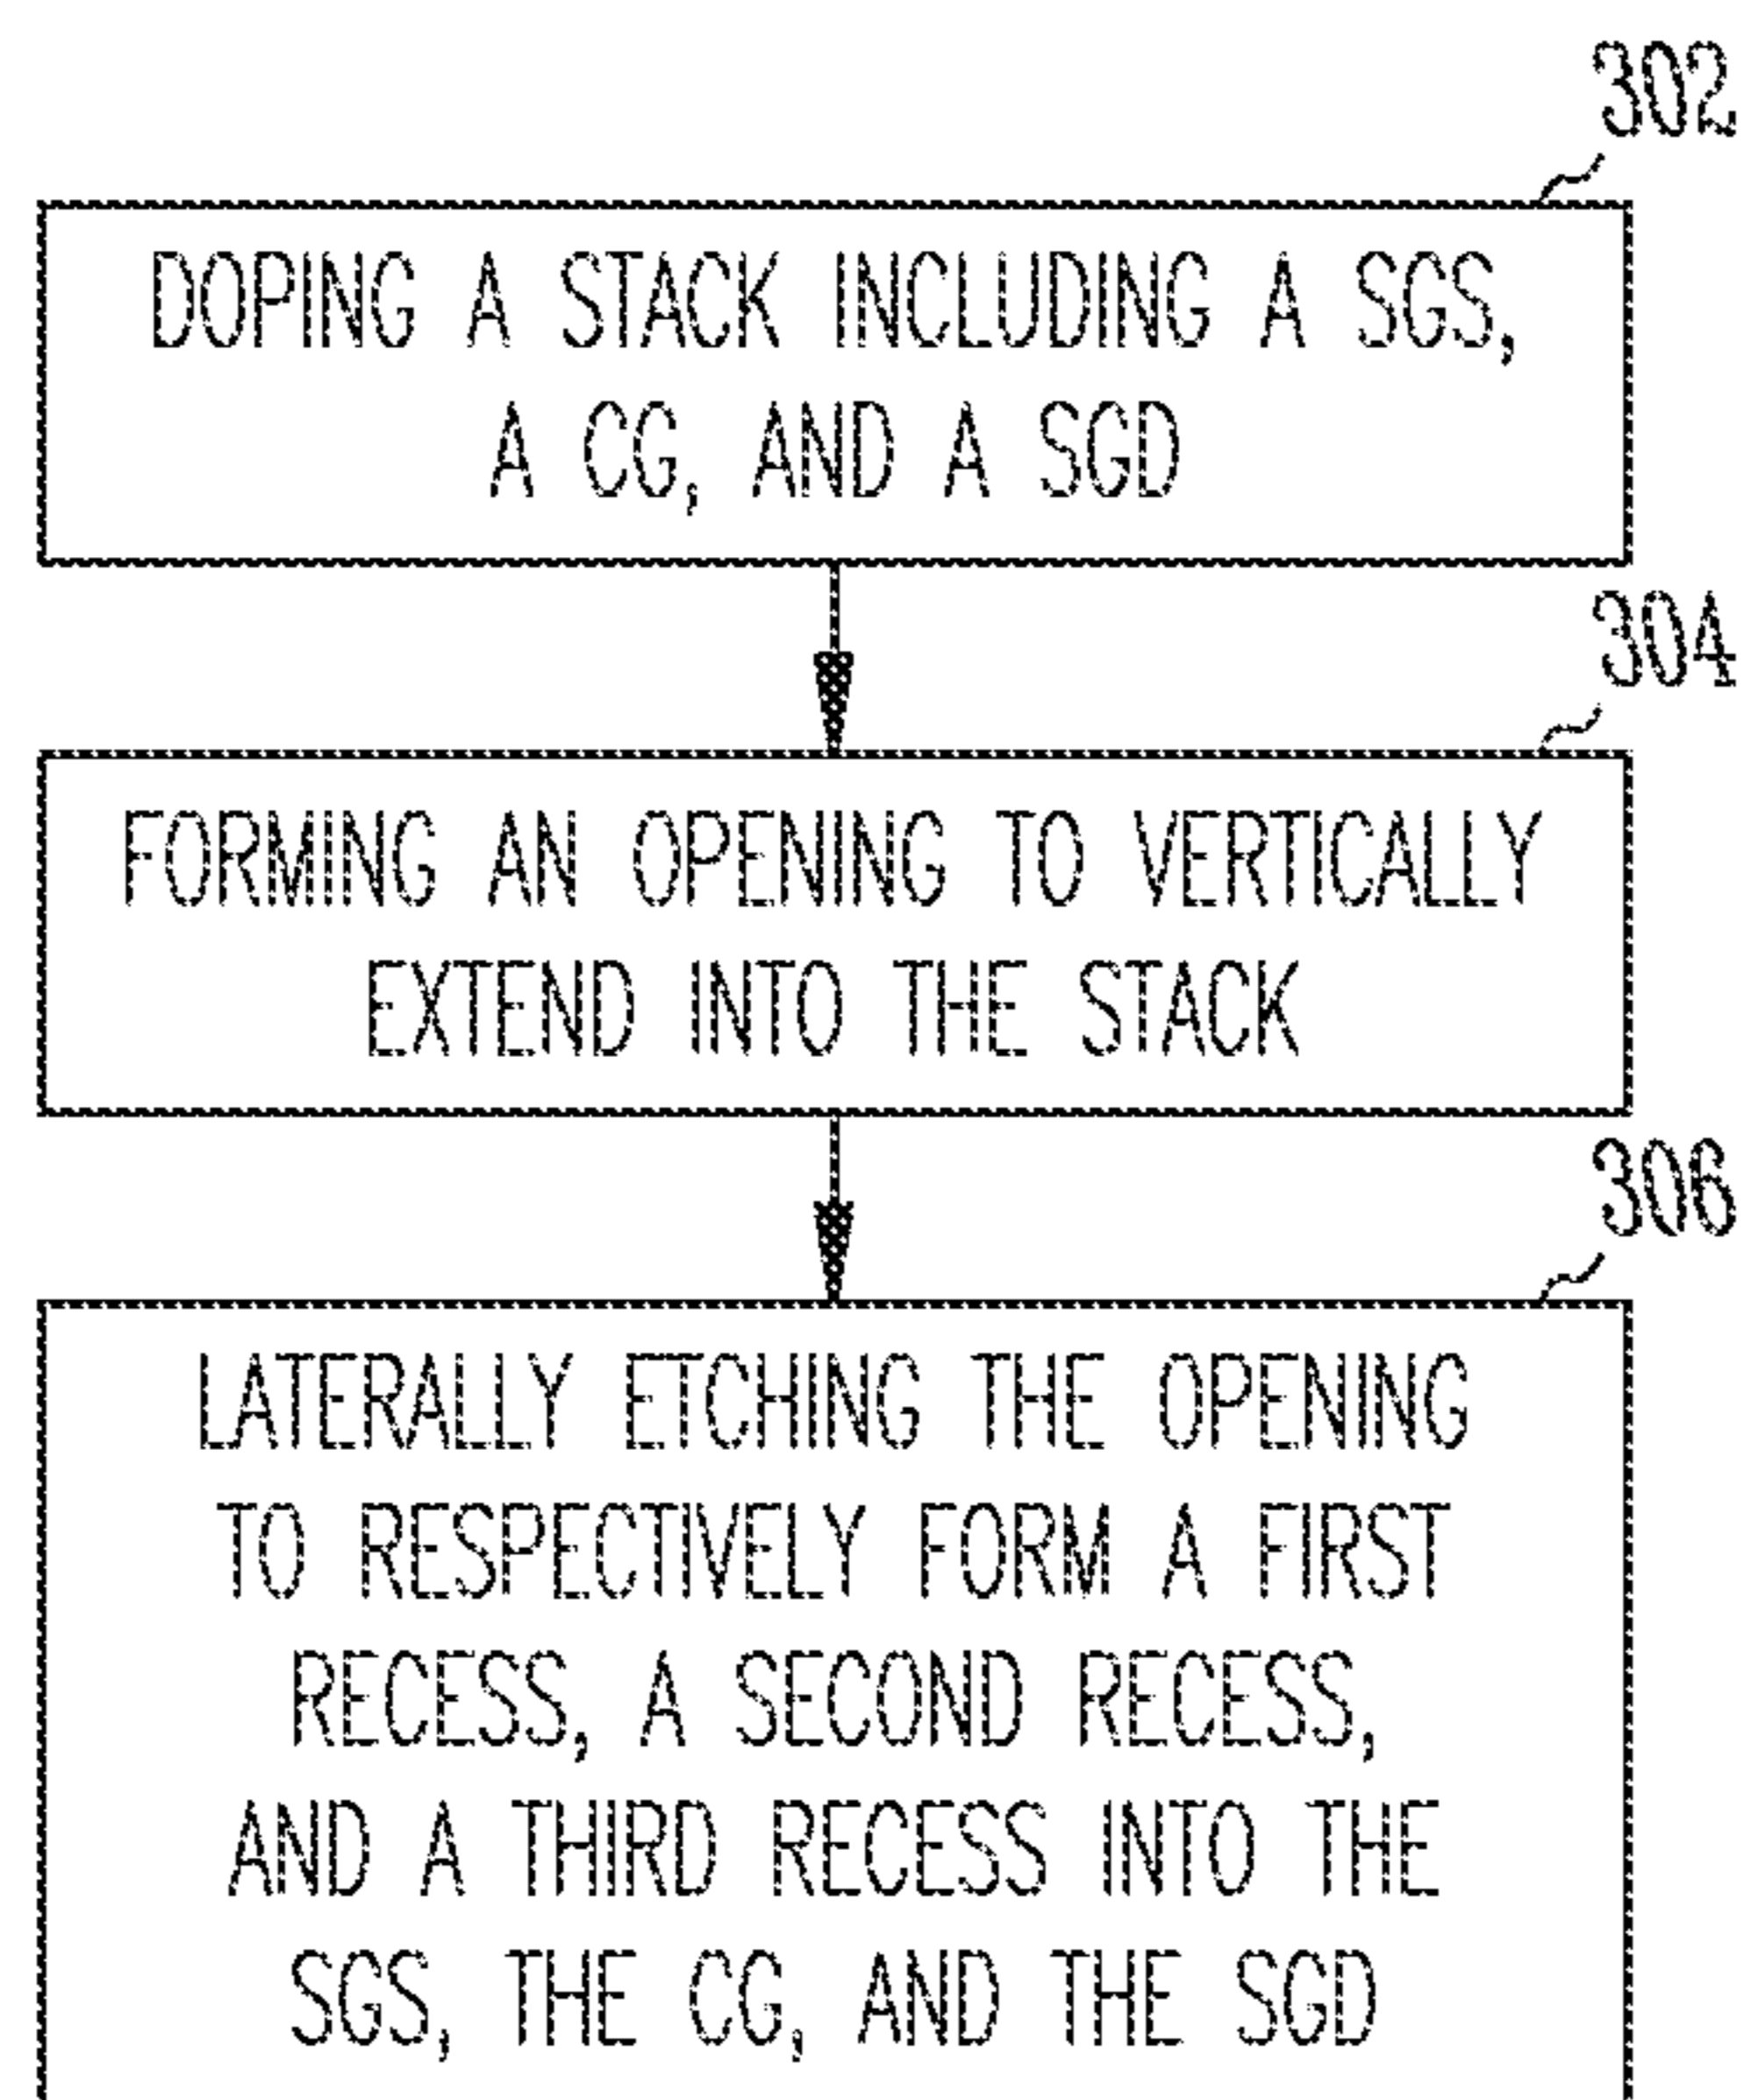 302
DOPING A STACK INCLUDING A SGS,
A CG, AND A SGD
304
FORMING AN OPENING TO VERTICALLY
EXTEND INTO THE STACK
306
LATERALLY ETCHING THE OPENING
TO RESPECTIVELY FORM A FIRST
RECESS, A SECOND RECESS,
AND A THIRD RECESS INTO THE
SGS, THE CG, AND THE SGD